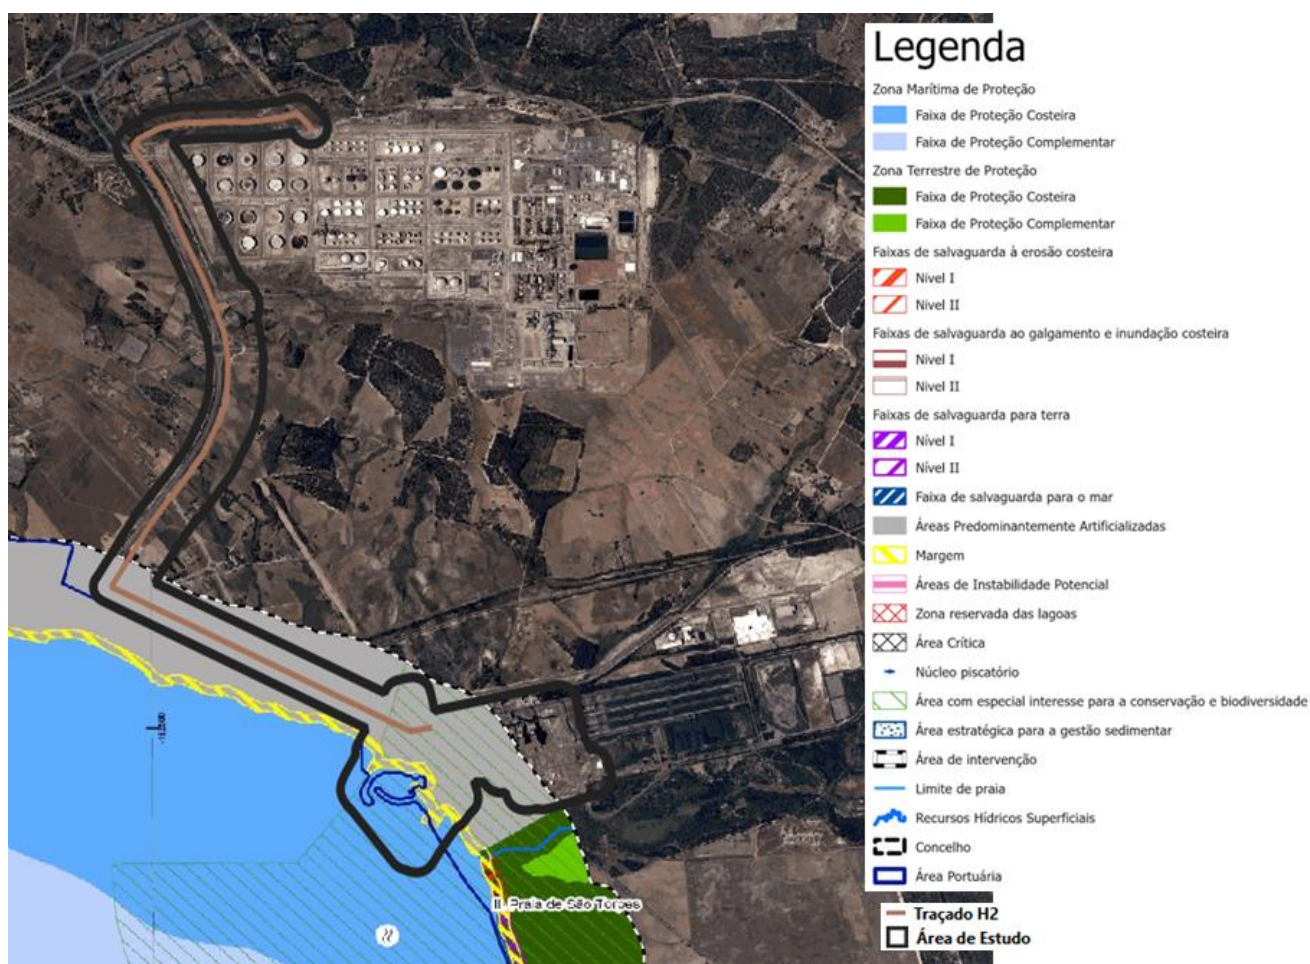 Legenda
Zona Marítima de Proteção
Faixa de Proteção Costeira
Faixa de Proteção Complementar
Zona Terrestre de Proteção
Faixa de Proteção Costeira
Faixa de Proteção Complementar
Faixas de salvaguarda à erosão costeira
Nivel I
Nivel II
Faixas de salvaguarda ao galgamento e inundação costeira
Nivel I
Nivel II
Faixas de salvaguarda para terra
Nível I
Nível II
Faixa de salvaguarda para o mar
Áreas Predominantemente Artificializadas
Margem
Áreas de Instabilidade Potencial
Zona reservada das lagoas
Área Crítica
Núcleo piscatório
Área com especial interesse para a conservação e biodiversidade
Área estratégica para a gestão sedimentar
Área de intervenção
Limite de praia
Recursos Hídricos Superficiais
Concelho
Área Portuária
Traçado H2
Área de Estudo
Praia de São Torpes